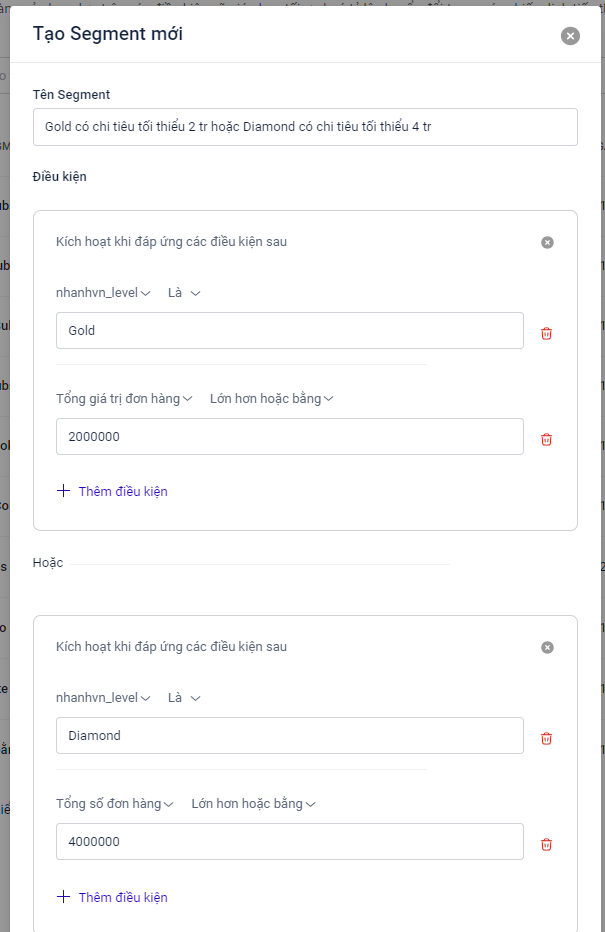 Tạo Segment mới
Tên Segment
Gold có chi tiêu tối thiểu 2 tr hoặc Diamond có chi tiêu tối thiểu 4 tr
Điều kiện
Kích hoạt khi đáp ứng các điều kiện sau
nhanhvn_level Là
Gold
Tổng giá trị đơn hàng Lớn hơn hoặc bằng
2000000
+ Thêm điều kiện
Hoặc
Kích hoạt khi đáp ứng các điều kiện sau
nhanhvn_level Là
Diamond
Tổng số đơn hàng Lớn hơn hoặc bằng
4000000
+ Thêm điều kiện